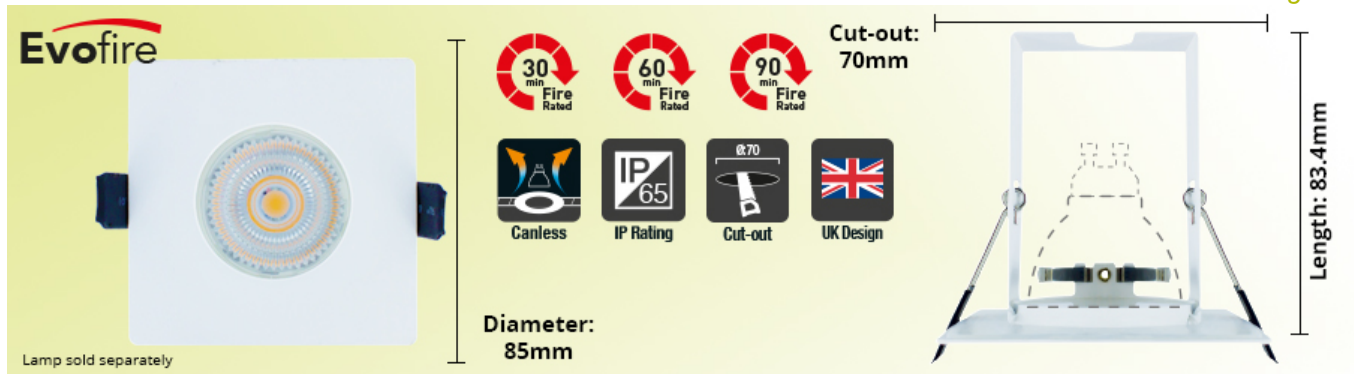 Evofire
Lamp sold separately
Diameter:
85mm
30
min
Fire
Rated
60
min
Fire
Rated
90
min
Fire
Rated
Canless
IP
65
IP Rating
Ø:70
Cut-out
UK Design
Cut-out:
70mm
Length: 83.4mm